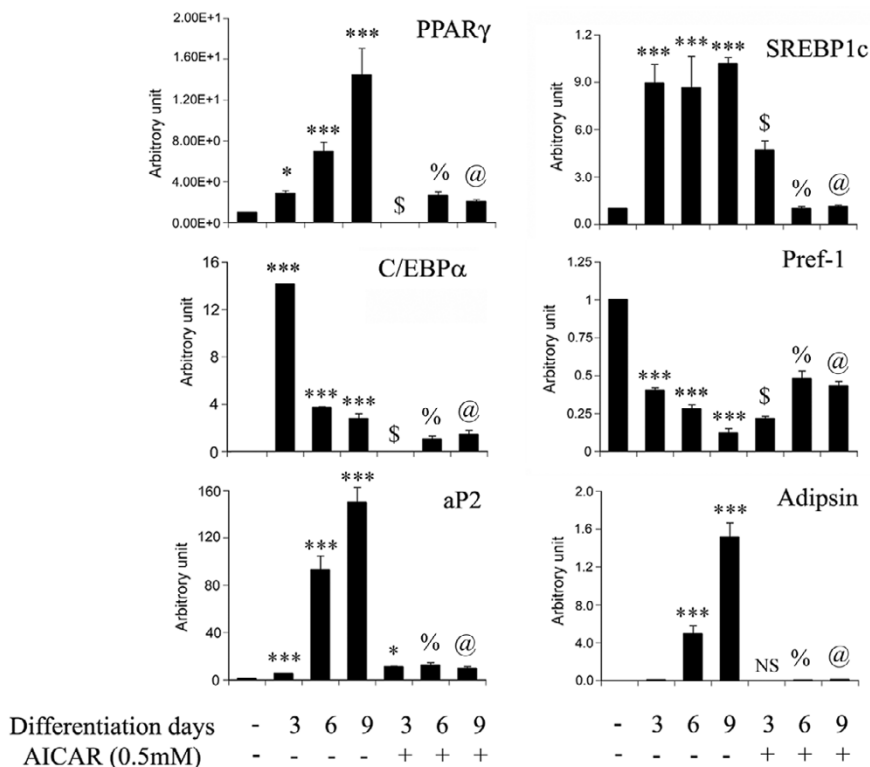 PPARγ
2.00E+1
1.60E+1
1.20E+1
8.00E+0
4.00E+0
0.00E+0
Arbitrory unit
* *** *** $ % @
SREBP1c
1.2
9.0
6.0
3.0
0.0
Arbitrory unit
*** *** *** $ % @
C/EBPα
16
12
8
4
0
Arbitrory unit
*** *** *** $ % @
Pref-1
1.25
1
0.75
0.5
0.25
0
Arbitrory unit
*** *** *** $ % @
aP2
160
120
80
40
0
Arbitrory unit
*** *** *** * % @
Adipsin
2.0
1.6
1.2
8.0
4.0
0.0
Arbitrory unit
*** *** NS % @
Differentiation days - 3 6 9 3 6 9 - 3 6 9 3 6 9
AICAR (0.5mM) - - - - + + + - - - - + + +